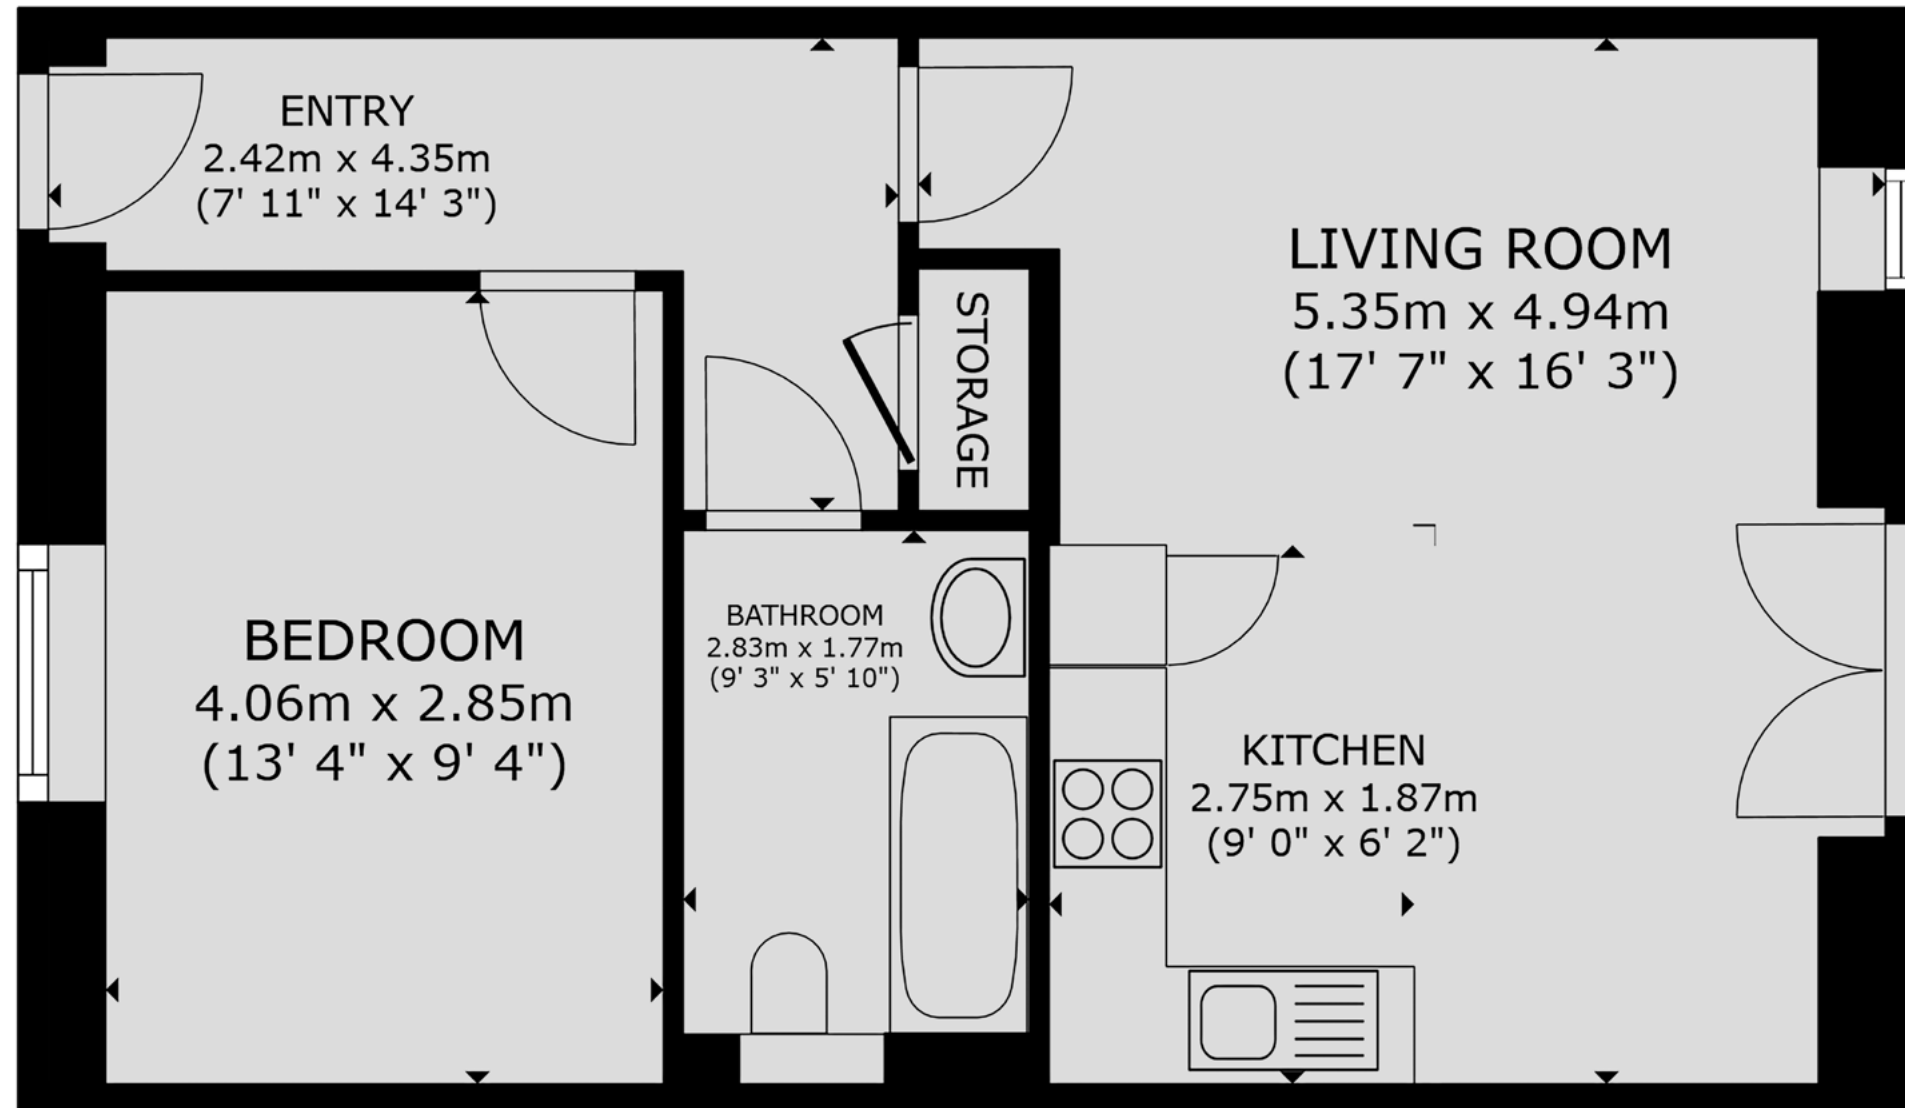 ENTRY
2.42m x 4.35m
(7' 11" x 14' 3")
LIVING ROOM
5.35m x 4.94m
(17' 7" x 16' 3")
STORAGE
BEDROOM
4.06m x 2.85m
(13' 4" x 9' 4")
BATHROOM
2.83m x 1.77m
(9' 3" x 5' 10")
KITCHEN
2.75m x 1.87m
(9' 0" x 6' 2")